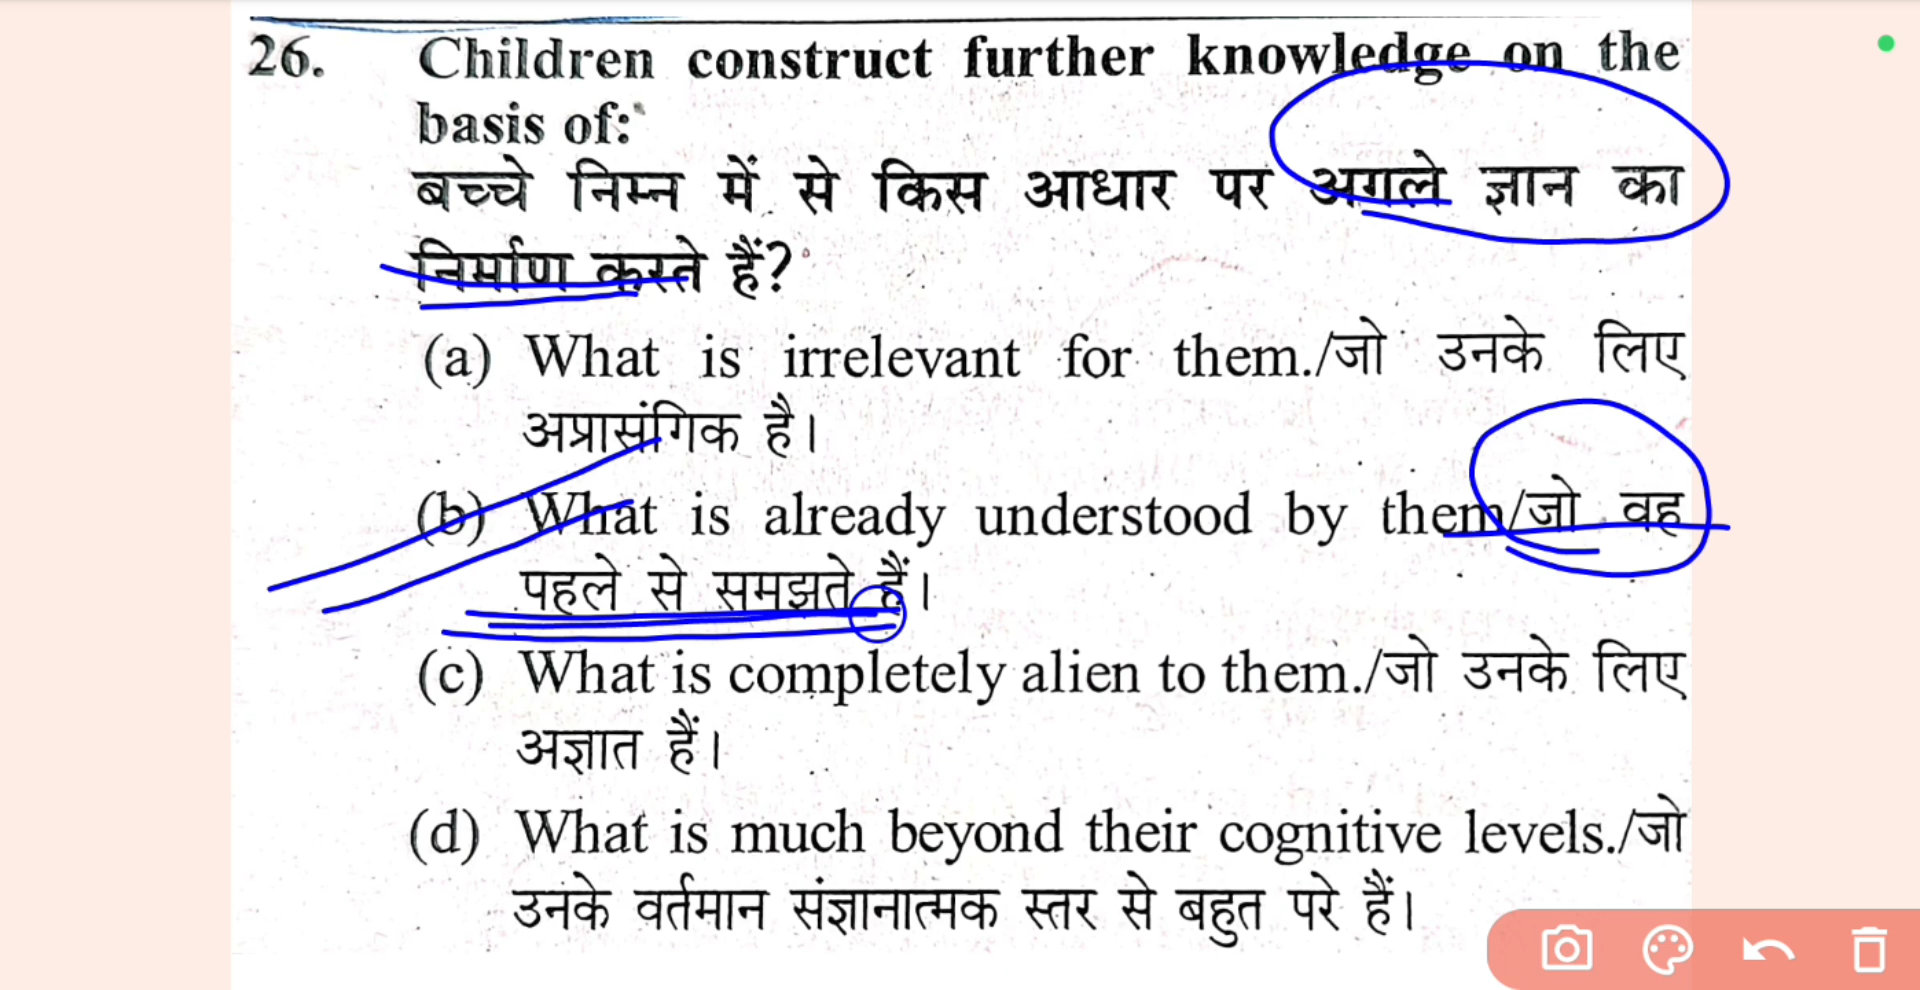 26. Children construct further knowledge on the
basis of:
बच्चे निम्न में से किस आधार पर अगले ज्ञान का
निर्माण करते हैं?
(a) What is irrelevant for them./जो उनके लिए
अप्रासंगिक है।
(b) What is already understood by them/जो वह
पहले से समझते हैं।
(c) What is completely alien to them./जो उनके लिए
अज्ञात हैं।
(d) What is much beyond their cognitive levels./जो
उनके वर्तमान संज्ञानात्मक स्तर से बहुत परे हैं।